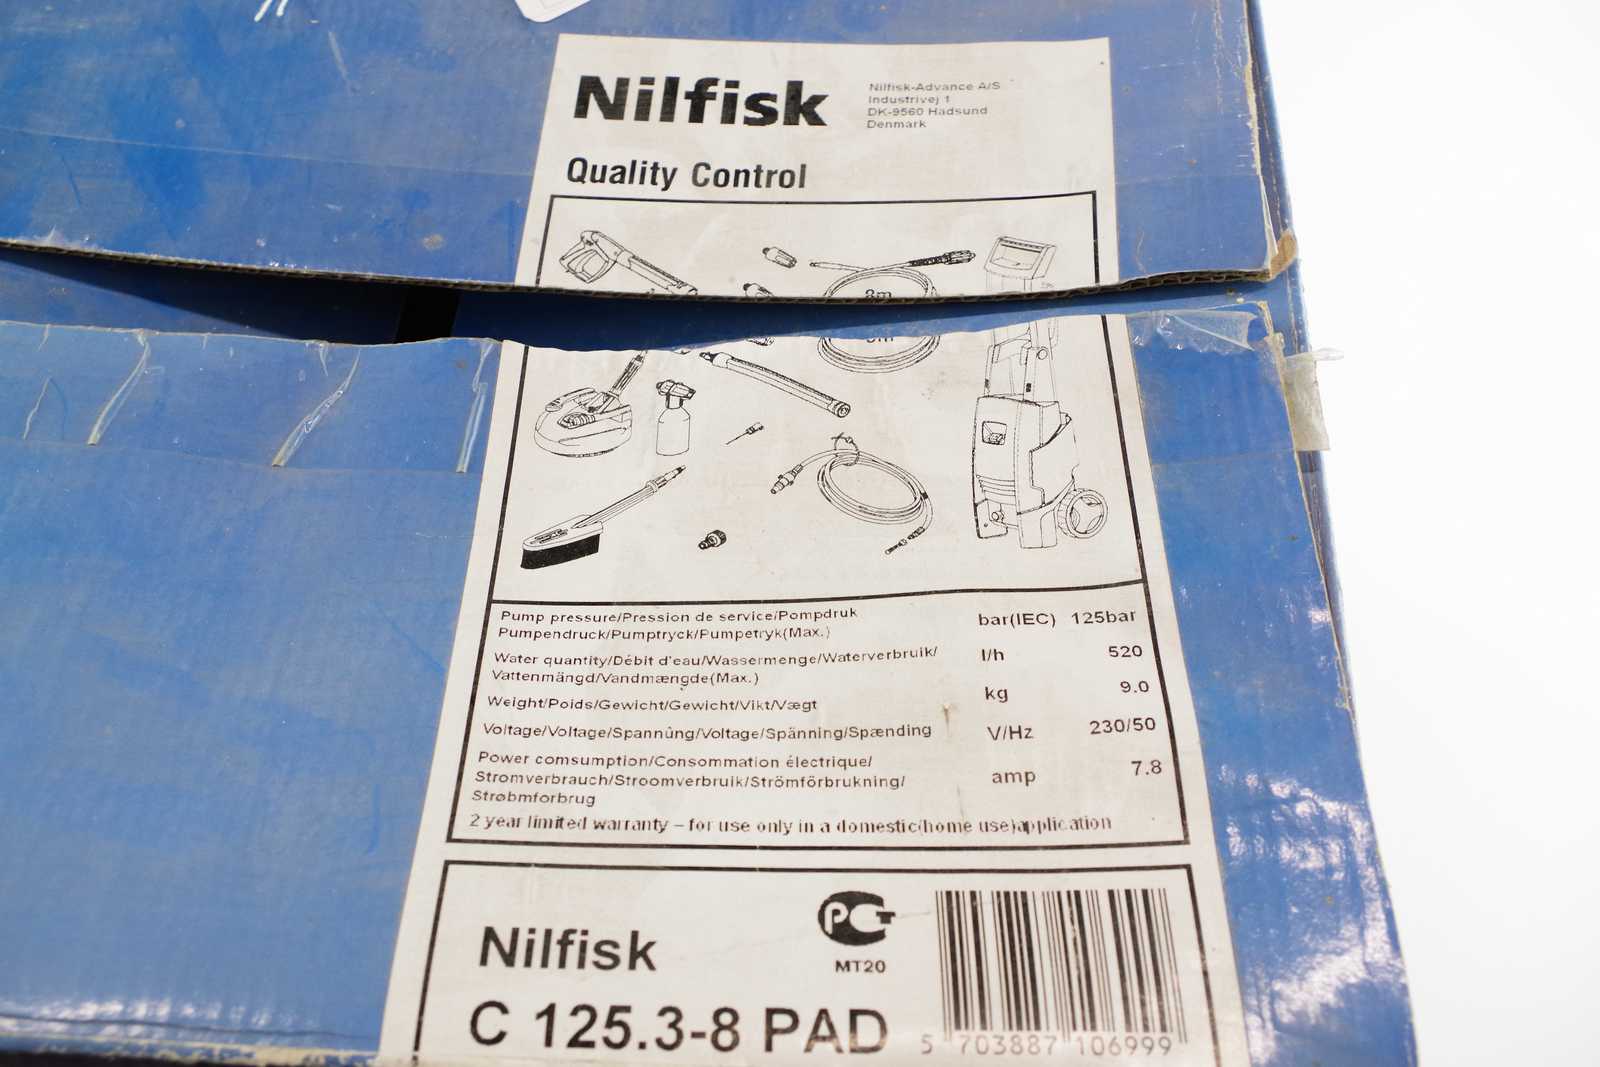 Nilfisk
Nilfisk-Advance A/S
Industrivej 1
DK-9560 Hadsund
Denmark
Quality Control
Pump pressure/Pression de service/Pompdruk
Pumpendruck/Pumptryck/Pumpetryk(Max.)
bar(IEC) 125bar
Water quantity/Débit d'eau/Wassermenge/Waterverbruik/
Vattenmängd/Vandmængde(Max.)
l/h 520
Weight/Poids/Gewicht/Gewicht/Vikt/Vægt
kg 9.0
Voltage/Voltage/Spannûng/Voltage/Spänning/Spænding
V/Hz 230/50
Power comsumption/Consommation électrique/
Stromverbrauch/Stroomverbruik/Strömförbrukning/
Strøbmforbrug
amp 7.8
2 year limited warranty – for use only in a domestic(home use)application
Nilfisk
PCT
MT20
C 125.3-8 PAD
5 703887 106999